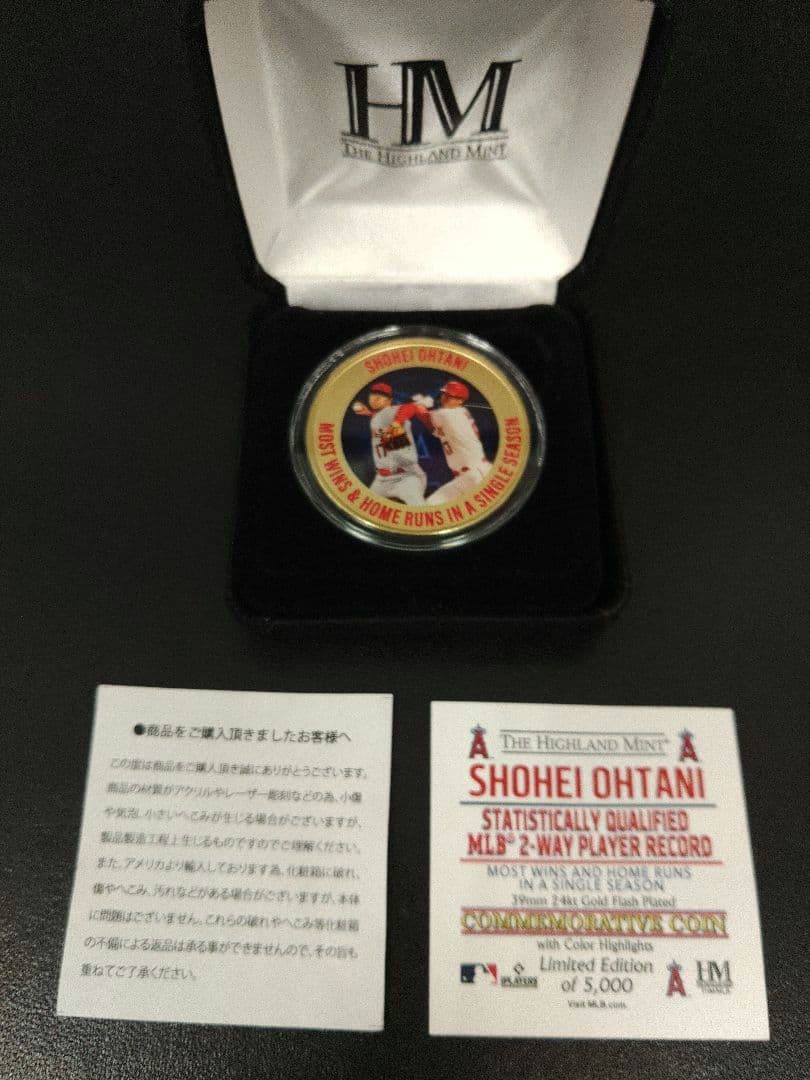 HM
THE HIGHLAND MINT
SHOHEI OHTANI
MOST WINS & HOME RUNS IN A SINGLE SEASON
17
●商品をご購入頂きましたお客様へ
この度は商品をご購入頂き誠にありがとうございます。
商品の材質がアクリルやレーザー彫刻などの為、小傷
や気泡、小さいへこみが生じる場合がございますが、
製品製造工程上生じるものですのでご理解ください。
また、アメリカより輸入しております為、化粧箱に破れ、
傷やへこみ、汚れなどがある場合がございますが、本体
に問題はございません。これらの破れやへこみ等化粧箱
の不備による返品は承る事ができませんので、その旨も
重ねてご了承ください。
THE HIGHLAND MINT®
SHOHEI OHTANI
STATISTICALLY QUALIFIED
MLB® 2-WAY PLAYER RECORD
MOST WINS AND HOME RUNS
IN A SINGLE SEASON
39mm 24kt Gold Flash Plated
COMMEMORATIVE COIN
with Color Highlights
Limited Edition
of 5,000
PLAYERS
HM
Visit MLB.com